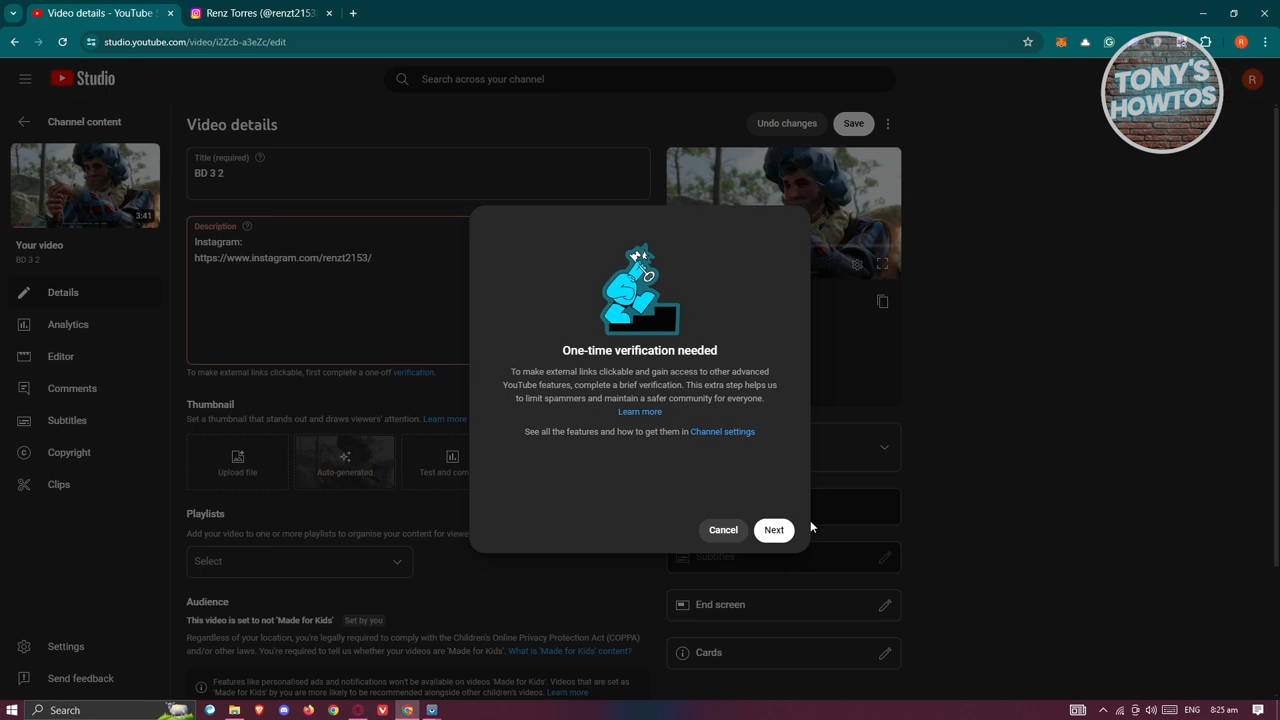 Video details - YouTube S
Renz Torres (@renzt2153
studio.youtube.com/video/i2Zcb-a3eZc/edit
R
Studio
Search across your channel
TONY'S
HOWTOS
R
Channel content
Video details
Undo changes
Save
3:41
Your video
BD 3 2
Details
Analytics
Editor
Comments
Subtitles
Copyright
Clips
Settings
Send feedback
Title (required)
BD 3 2
Description
Instagram:
https://www.instagram.com/renzt2153/
To make external links clickable, first complete a one-off verification.
Thumbnail
Set a thumbnail that stands out and draws viewers' attention. Learn more
Upload file
Auto-generated
Test and com
Playlists
Add your video to one or more playlists to organise your content for viewe
Select
Audience
This video is set to not 'Made for Kids'
Set by you
Regardless of your location, you're legally required to comply with the Children's Online Privacy Protection Act (COPPA)
and/or other laws. You're required to tell us whether your videos are 'Made for Kids'. What is 'Made for Kids' content?
Features like personalised ads and notifications won't be available on videos 'Made for Kids'. Videos that are set as
'Made for Kids' by you are more likely to be recommended alongside other children's videos. Learn more
One-time verification needed
To make external links clickable and gain access to other advanced
YouTube features, complete a brief verification. This extra step helps us
to limit spammers and maintain a safer community for everyone.
Learn more
See all the features and how to get them in Channel settings
Cancel
Next
Subtitles
End screen
Cards
Search
ENG
8:25 am